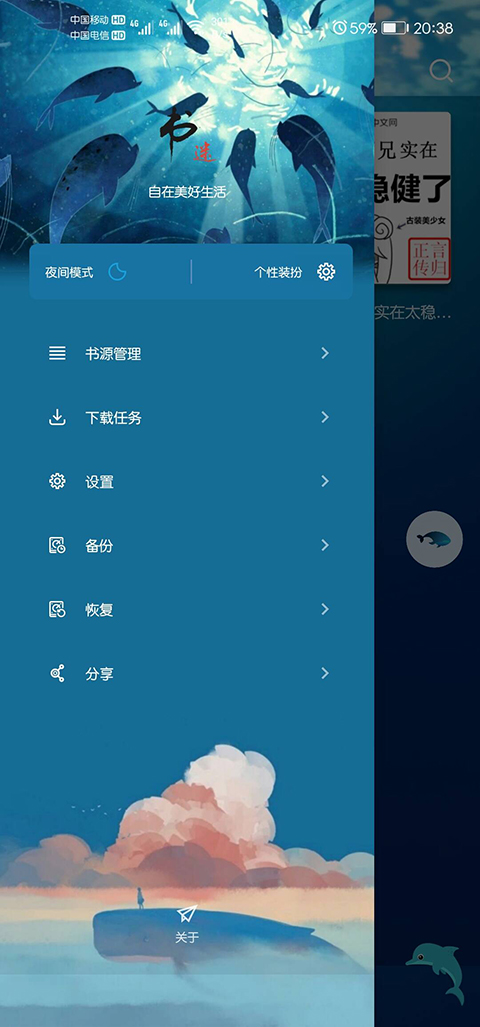 中国移动 HD
中国电信 HD
4G
4G
59%
20:38
书迷
自在美好生活
夜间模式
个性装扮
书源管理
下载任务
设置
备份
恢复
分享
关于
中文网
兄实在
稳健了
古装美少女
正言
传归
实在太稳...